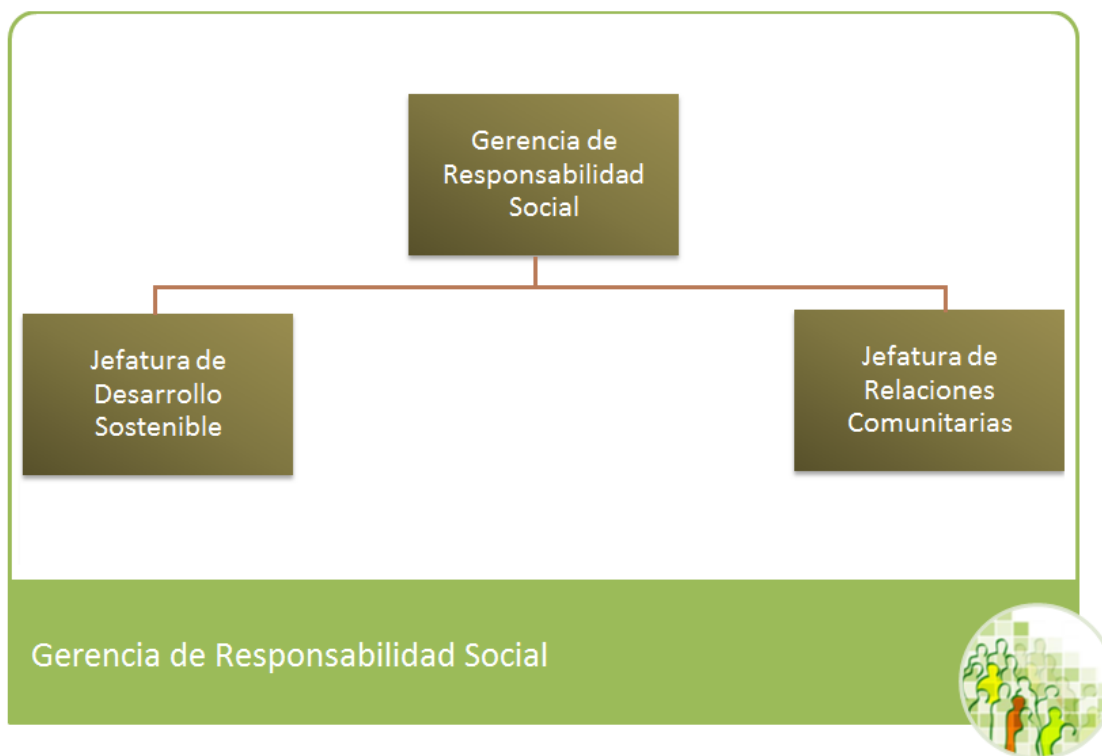 Gerencia de
Responsabilidad
Social
Jefatura de
Desarrollo
Sostenible
Jefatura de
Relaciones
Comunitarias
Gerencia de Responsabilidad Social